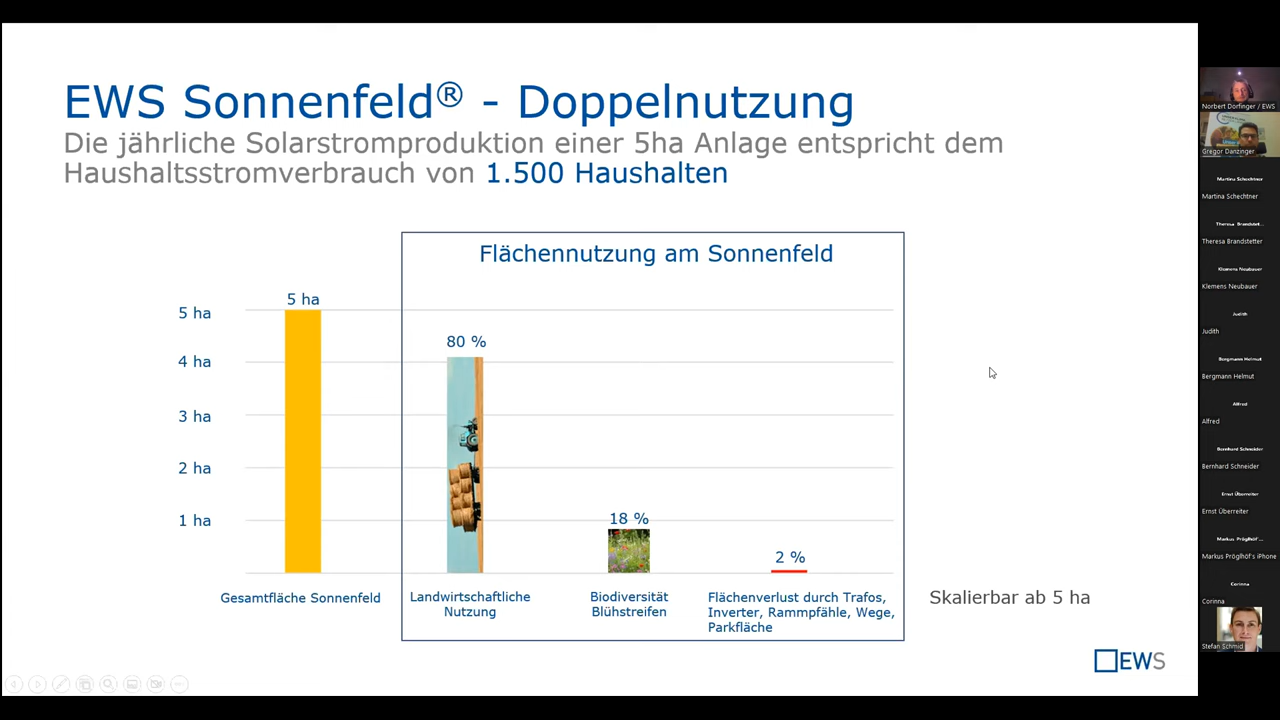 EWS Sonnenfeld® - Doppelnutzung
Die jährliche Solarstromproduktion einer 5ha Anlage entspricht dem
Haushaltsstromverbrauch von 1.500 Haushalten
Flächennutzung am Sonnenfeld
5 ha
5 ha
4 ha
3 ha
2 ha
1 ha
80 %
18 %
2 %
Gesamtfläche Sonnenfeld
Landwirtschaftliche
Nutzung
Biodiversität
Blühstreifen
Flächenverlust durch Trafos,
Inverter, Rammpfähle, Wege,
Parkfläche
Skalierbar ab 5 ha
EWS
Norbert Dorfinger / EWS
Gregor Danzinger
Martina Schechtner
Martina Schechtner
Theresa Brandstet...
Theresa Brandstetter
Klemens Neubauer
Klemens Neubauer
Judith
Judith
Bergmann Helmut
Bergmann Helmut
Alfred
Alfred
Bernhard Schneider
Bernhard Schneider
Ernst Überreiter
Ernst Überreiter
Markus Pröglhöf'...
Markus Pröglhöf's iPhone
Corinna
Corinna
Stefan Schmid